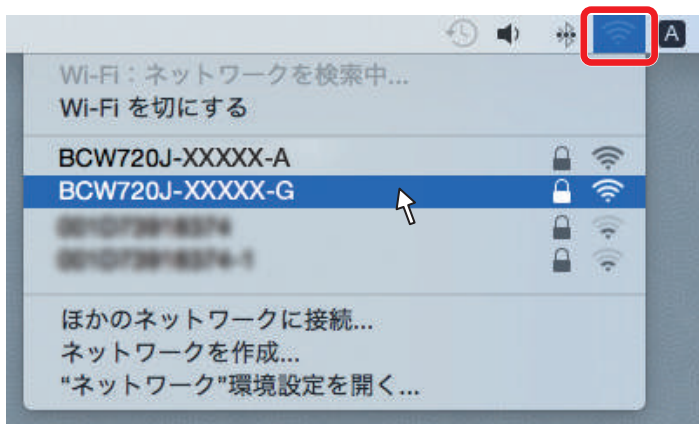 A
Wi-Fi：ネットワークを検索中...
Wi-Fi を切にする
BCW720J-XXXXX-A
BCW720J-XXXXX-G
ほかのネットワークに接続...
ネットワークを作成...
“ネットワーク”環境設定を開く...